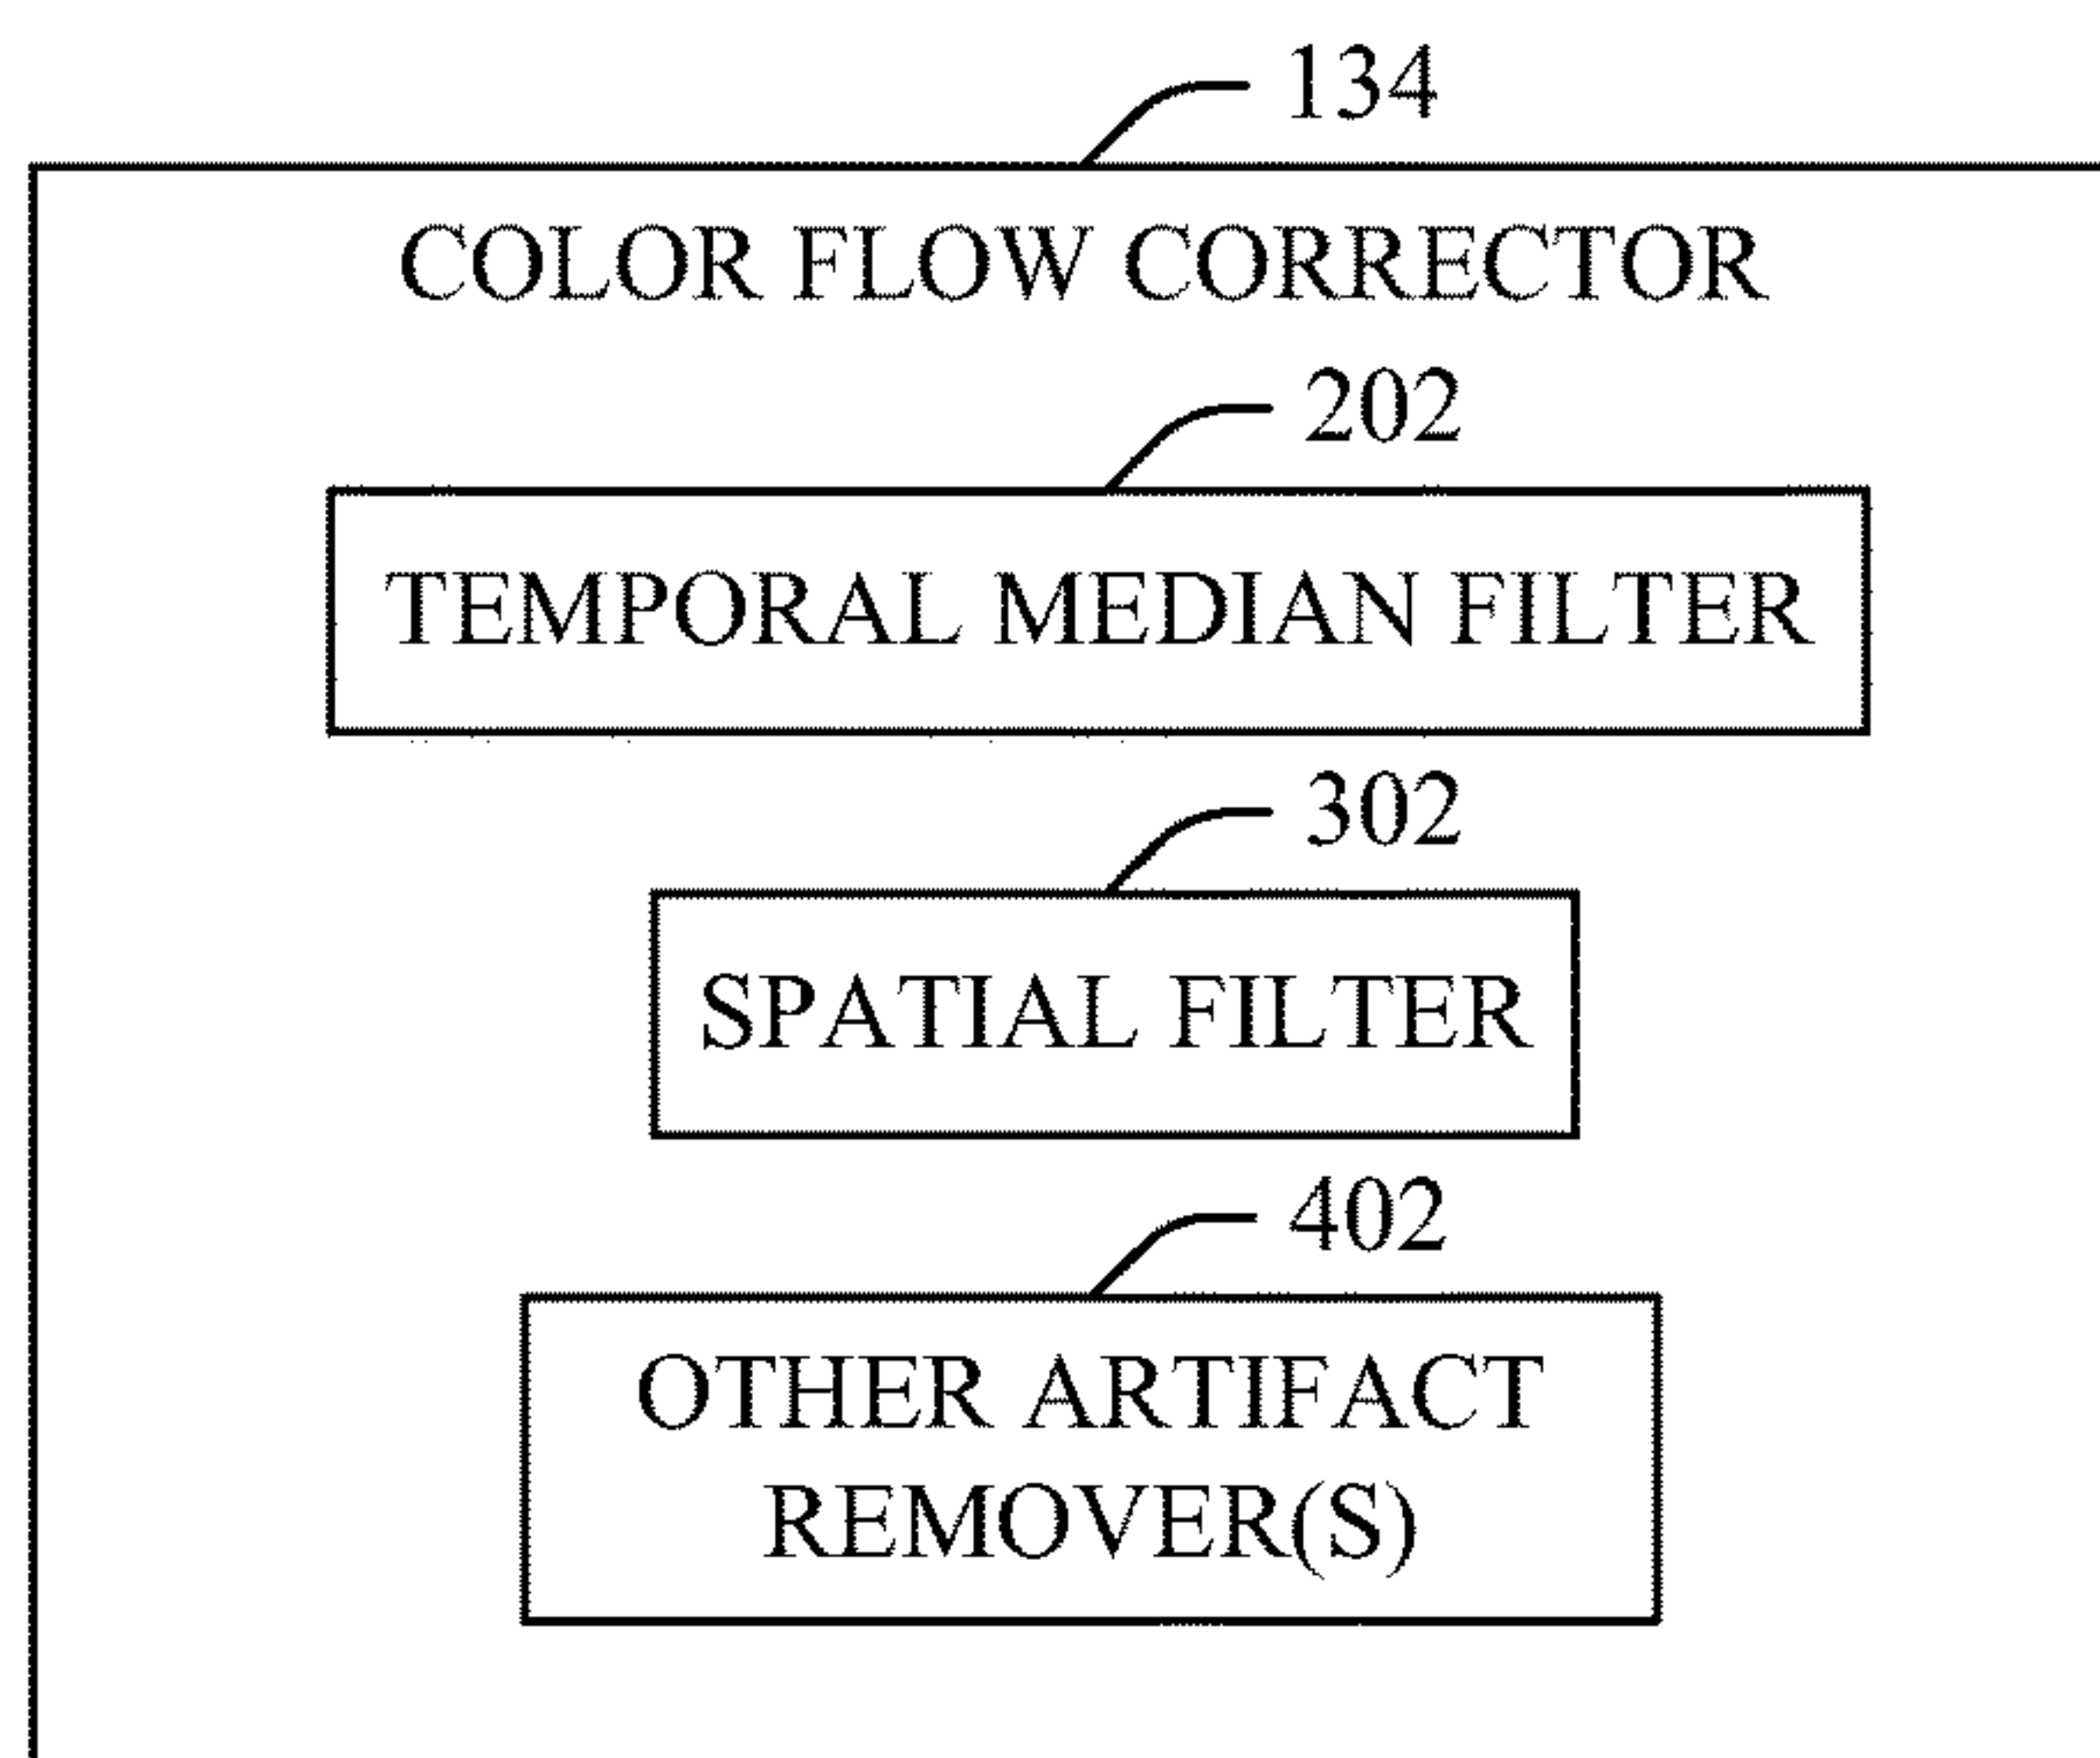 134
COLOR FLOW CORRECTOR
202
TEMPORAL MEDIAN FILTER
302
SPATIAL FILTER
402
OTHER ARTIFACT
REMOVER(S)